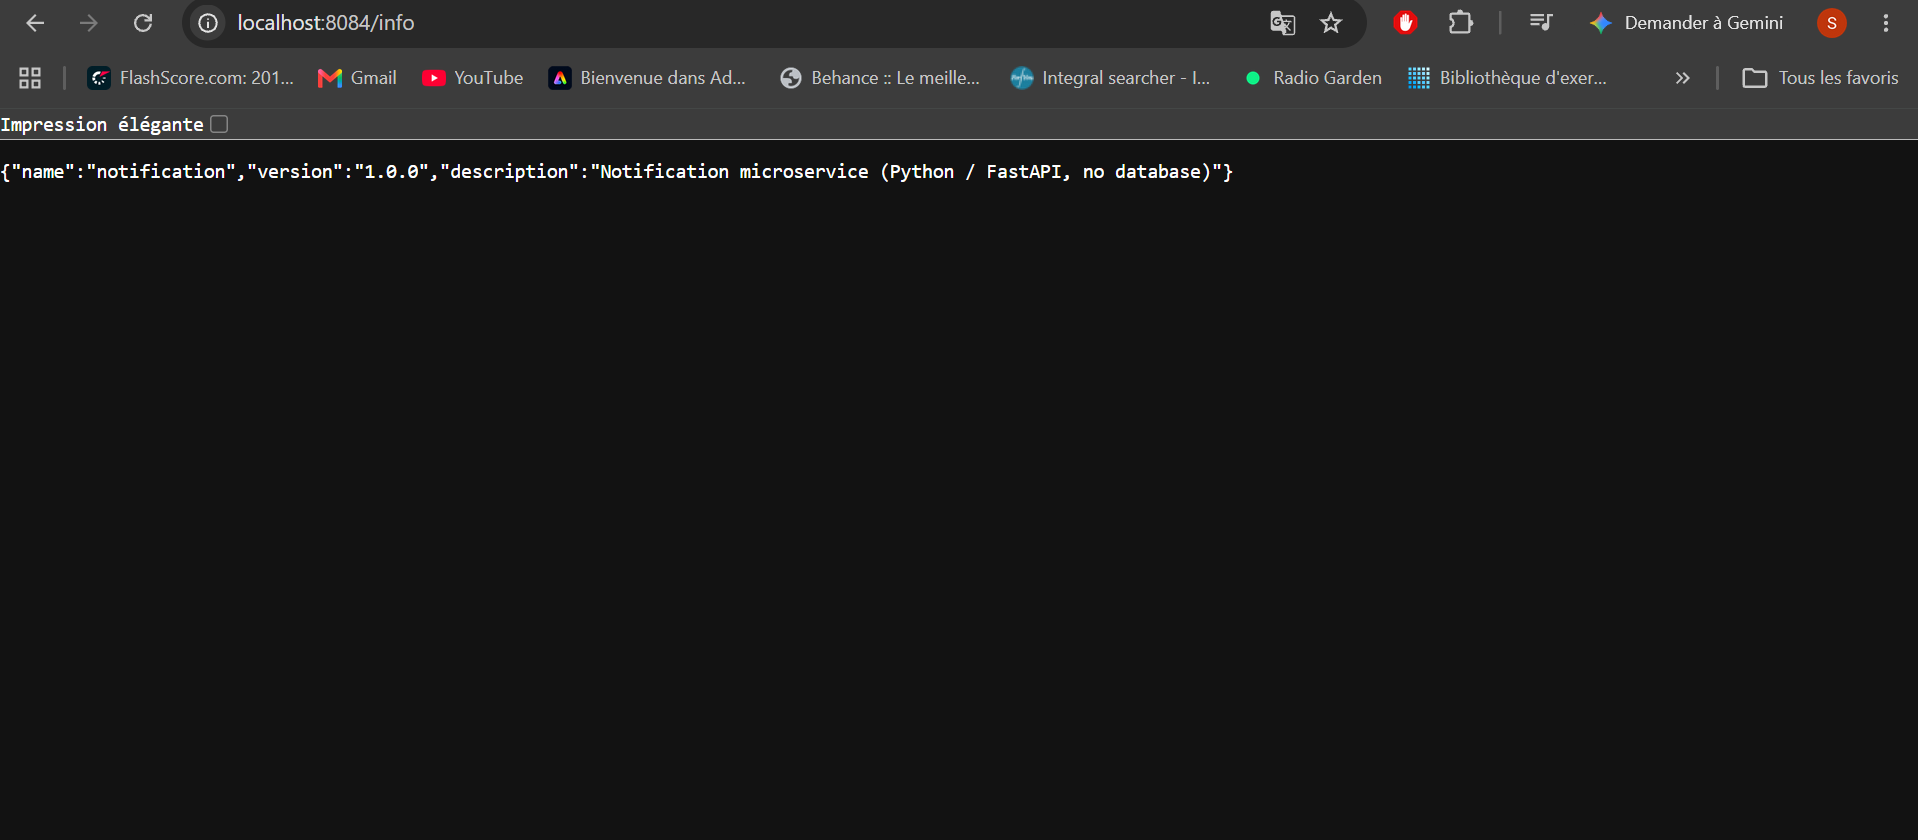 localhost:8084/info
Demander à Gemini
S
FlashScore.com: 201...
Gmail
YouTube
Bienvenue dans Ad...
Behance :: Le meille...
Integral searcher - I...
Radio Garden
Bibliothèque d'exer...
Tous les favoris
Impression élégante
{"name":"notification","version":"1.0.0","description":"Notification microservice (Python / FastAPI, no database)"}